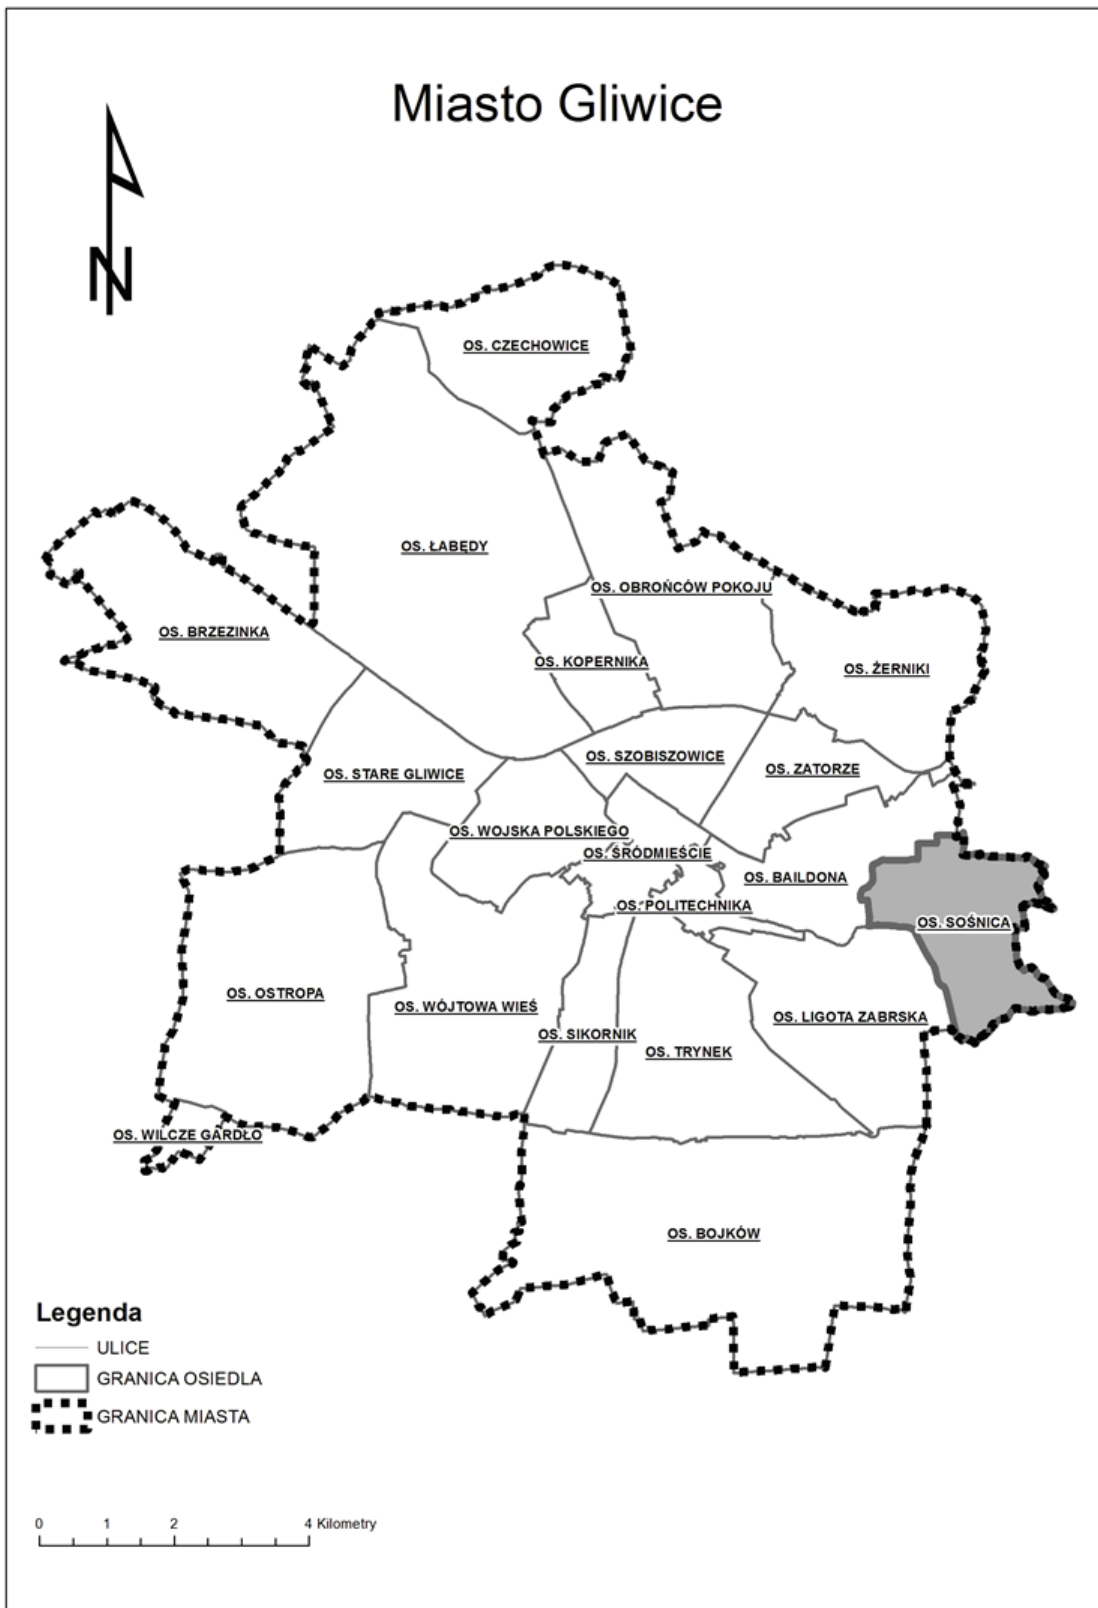 Miasto Gliwice
N
OS. CZECHOWICE
OS. ŁABĘDY
OS. OBROŃCÓW POKOJU
OS. BRZEZINKA
OS. KOPERNIKA
OS. ŻERNIKI
OS. SZOBISZOWICE
OS. ZATORZE
OS. STARE GLIWICE
OS. WOJSKA POLSKIEGO
OS. ŚRÓDMIEŚCIE
OS. BAILDONA
OS. POLITECHNIKA
OS. SOŚNICA
OS. OSTROPA
OS. WÓJTOWA WIEŚ
OS. LIGOTA ZABRSKA
OS. SIKORNIK
OS. TRYNEK
OS. WILCZE GARDŁO
OS. BOJKÓW
Legenda
ULICE
GRANICA OSIEDLA
GRANICA MIASTA
0 1 2 4 Kilometry